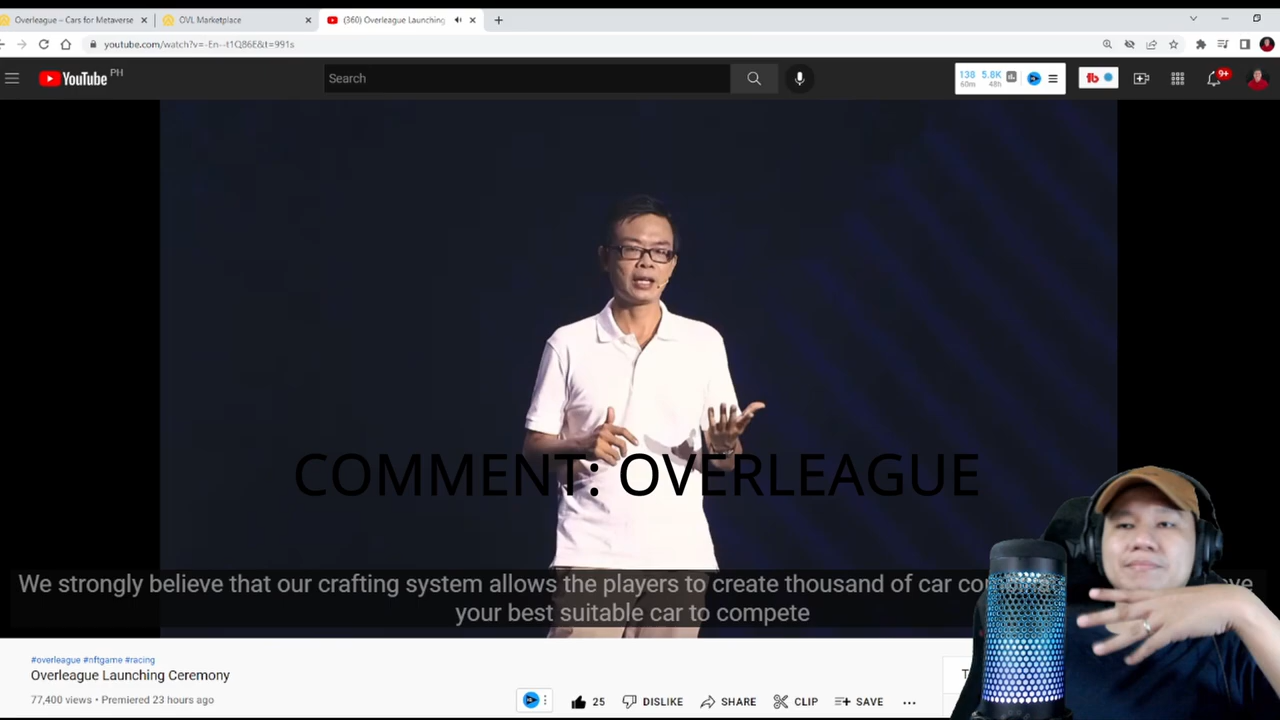 Overleague – Cars for Metaverse
OVL Marketplace
(360) Overleague Launching
youtube.com/watch?v=-En--t1Q86E&t=991s
YouTube PH
Search
138 5.8K
60m 48h
9+
COMMENT: OVERLEAGUE
We strongly believe that our crafting system allows the players to create thousand of car
your best suitable car to compete
#overleague #nftgame #racing
Overleague Launching Ceremony
77,400 views • Premiered 23 hours ago
25 DISLIKE SHARE CLIP SAVE